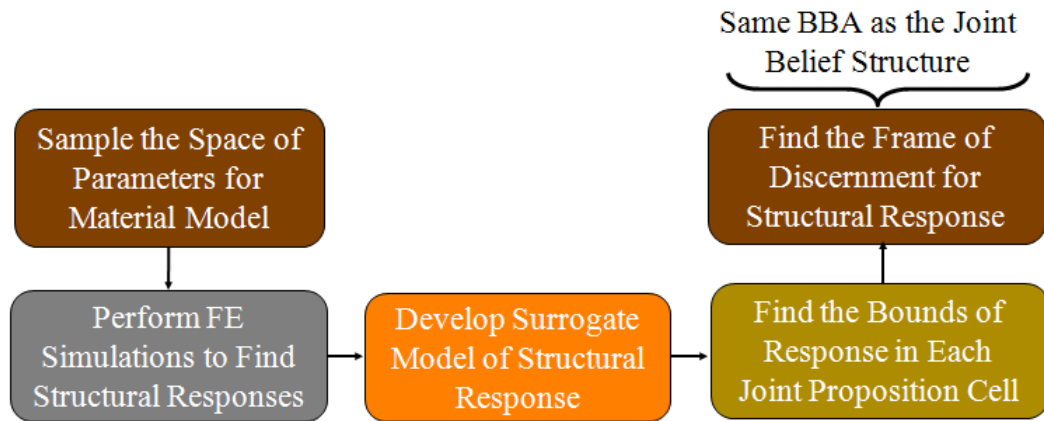 Same BBA as the Joint
Belief Structure
Sample the Space of
Parameters for
Material Model
Find the Frame of
Discernment for
Structural Response
Perform FE
Simulations to Find
Structural Responses
Develop Surrogate
Model of Structural
Response
Find the Bounds of
Response in Each
Joint Proposition Cell